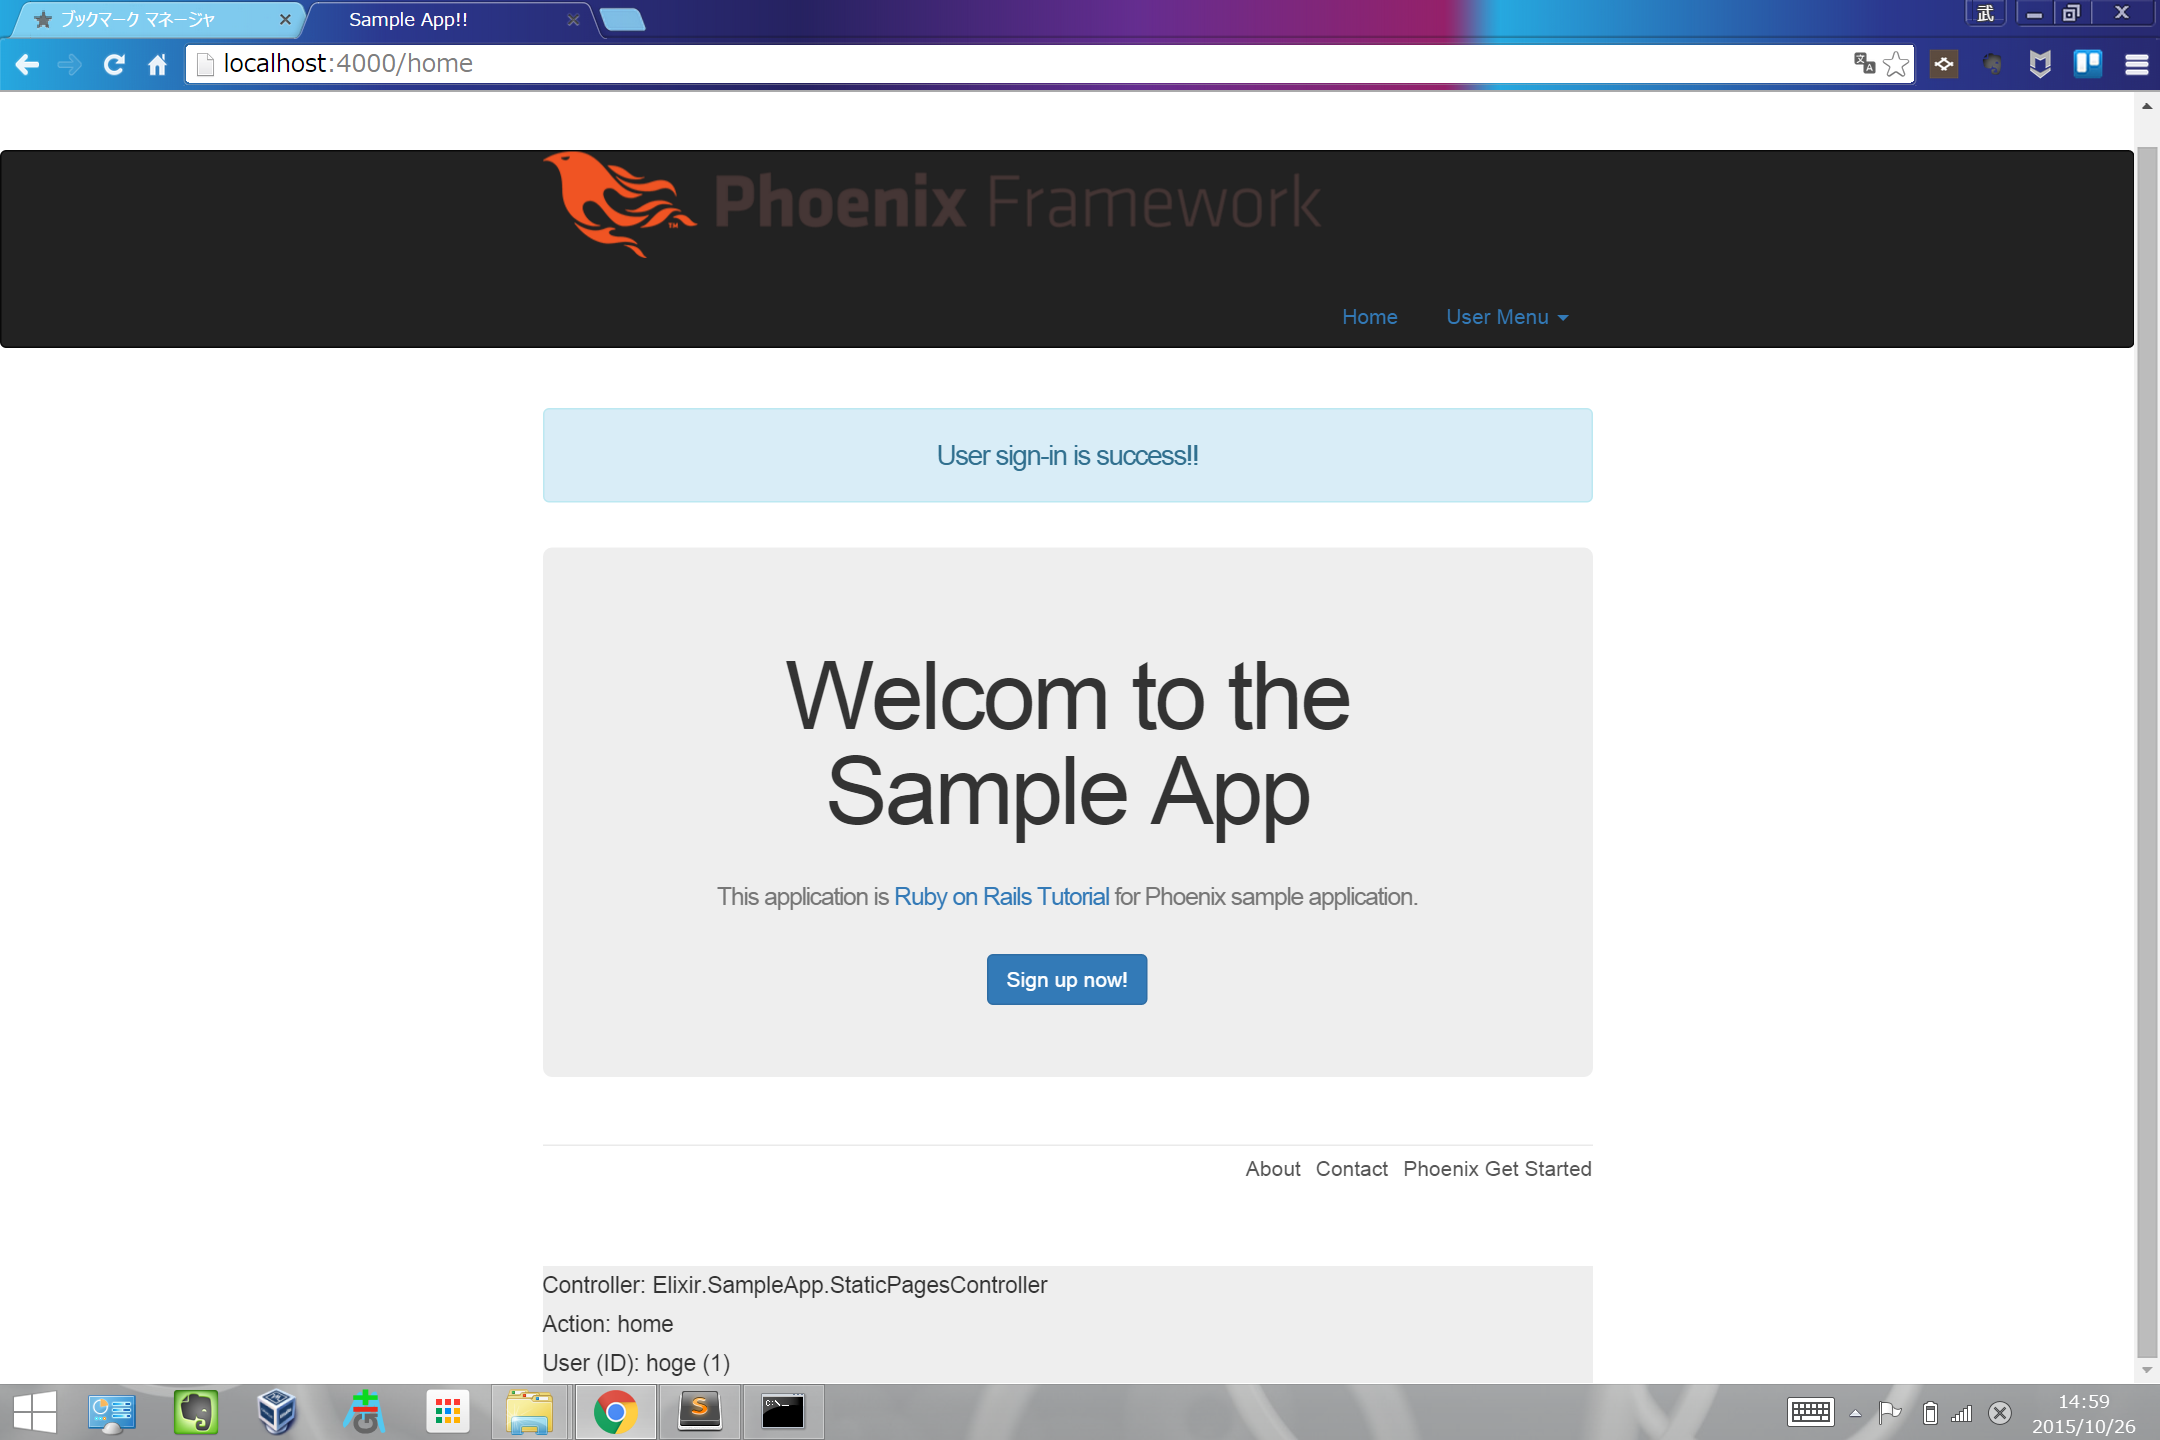 ブックマーク マネージャ
Sample App!!
武
localhost:4000/home
Phoenix Framework
TM
Home
User Menu
User sign-in is success!!
Welcom to the
Sample App
This application is Ruby on Rails Tutorial for Phoenix sample application.
Sign up now!
About Contact Phoenix Get Started
Controller: Elixir.SampleApp.StaticPagesController
Action: home
User (ID): hoge (1)
14:59
2015/10/26